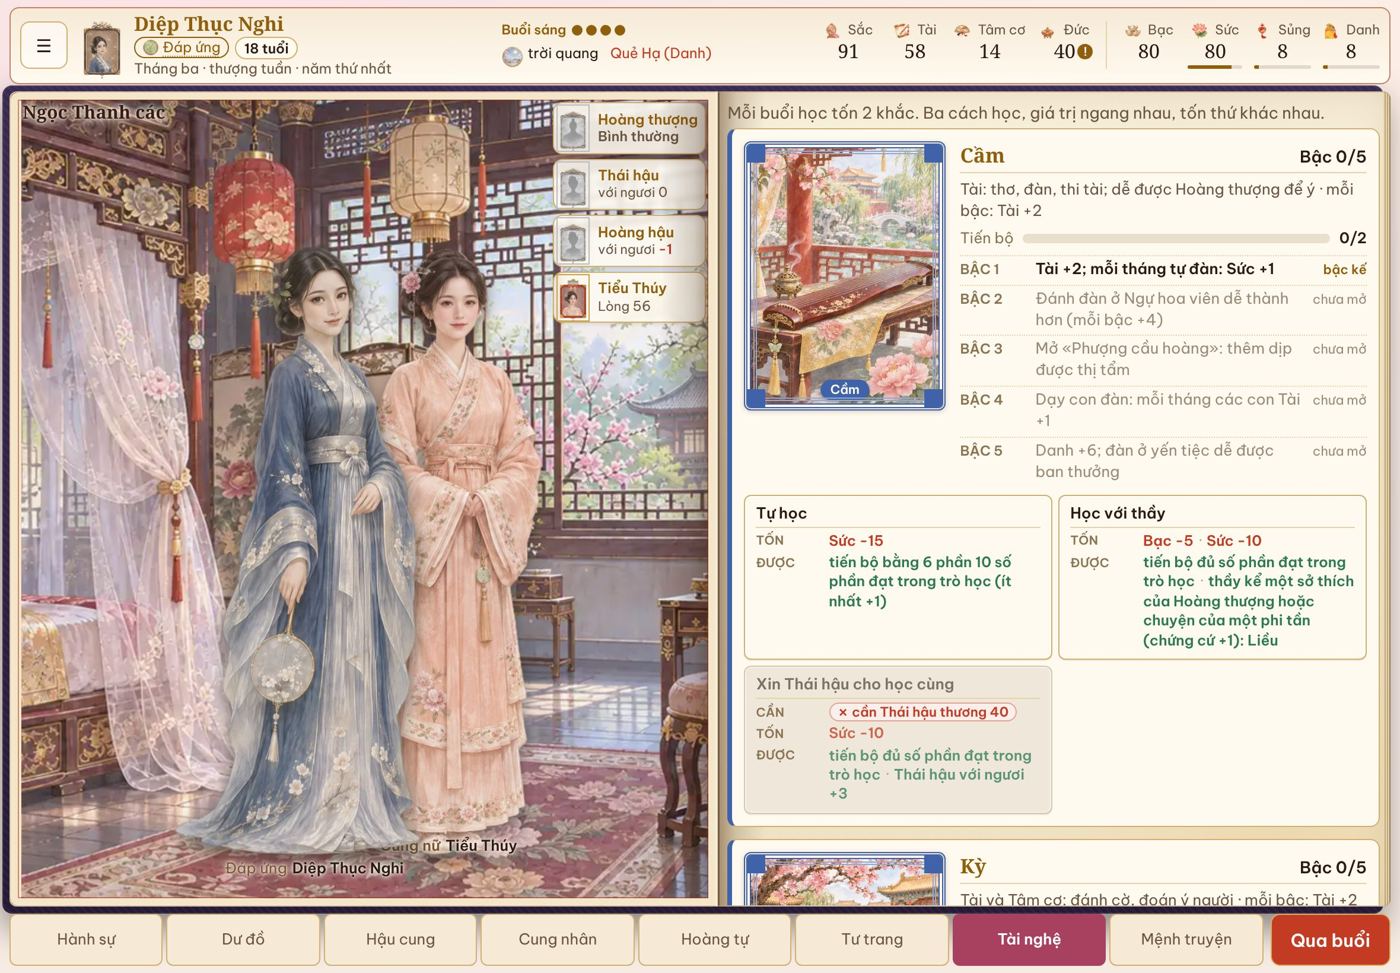 Diệp Thục Nghi
Đáp ứng
18 tuổi
Tháng ba · thượng tuần · năm thứ nhất
Buổi sáng
trời quang
Quẻ Hạ (Danh)
Sắc
91
Tài
58
Tâm cơ
14
Đức
40
Bạc
80
Sức
80
Sủng
8
Danh
8
Ngọc Thanh các
Hoàng thượng
Bình thường
Thái hậu
với ngươi 0
Hoàng hậu
với ngươi -1
Tiểu Thúy
Lòng 56
Cung nữ Tiểu Thúy
Đáp ứng Diệp Thục Nghi
Mỗi buổi học tốn 2 khắc. Ba cách học, giá trị ngang nhau, tốn thứ khác nhau.
Cầm
Cầm
Bậc 0/5
Tài: thơ, đàn, thi tài; dễ được Hoàng thượng để ý · mỗi
bậc: Tài +2
Tiến bộ
0/2
BẬC 1
Tài +2; mỗi tháng tự đàn: Sức +1
bậc kế
BẬC 2
Đánh đàn ở Ngự hoa viên dễ thành
hơn (mỗi bậc +4)
chưa mở
BẬC 3
Mở «Phượng cầu hoàng»: thêm dịp
được thị tẩm
chưa mở
BẬC 4
Dạy con đàn: mỗi tháng các con Tài
+1
chưa mở
BẬC 5
Danh +6; đàn ở yến tiệc dễ được
ban thưởng
chưa mở
Tự học
TỐN
Sức -15
ĐƯỢC
tiến bộ bằng 6 phần 10 số
phần đạt trong trò học (ít
nhất +1)
Học với thầy
TỐN
Bạc -5 · Sức -10
ĐƯỢC
tiến bộ đủ số phần đạt trong
trò học · thầy kể một sở thích
của Hoàng thượng hoặc
chuyện của một phi tần
(chứng cứ +1): Liều
Xin Thái hậu cho học cùng
CẦN
× cần Thái hậu thương 40
TỐN
Sức -10
ĐƯỢC
tiến bộ đủ số phần đạt trong
trò học · Thái hậu với ngươi
+3
Kỳ
Bậc 0/5
Tài và Tâm cơ: đánh cờ, đoán ý người · mỗi bậc: Tài +2
Hành sự
Dư đồ
Hậu cung
Cung nhân
Hoàng tự
Tư trang
Tài nghệ
Mệnh truyện
Qua buổi